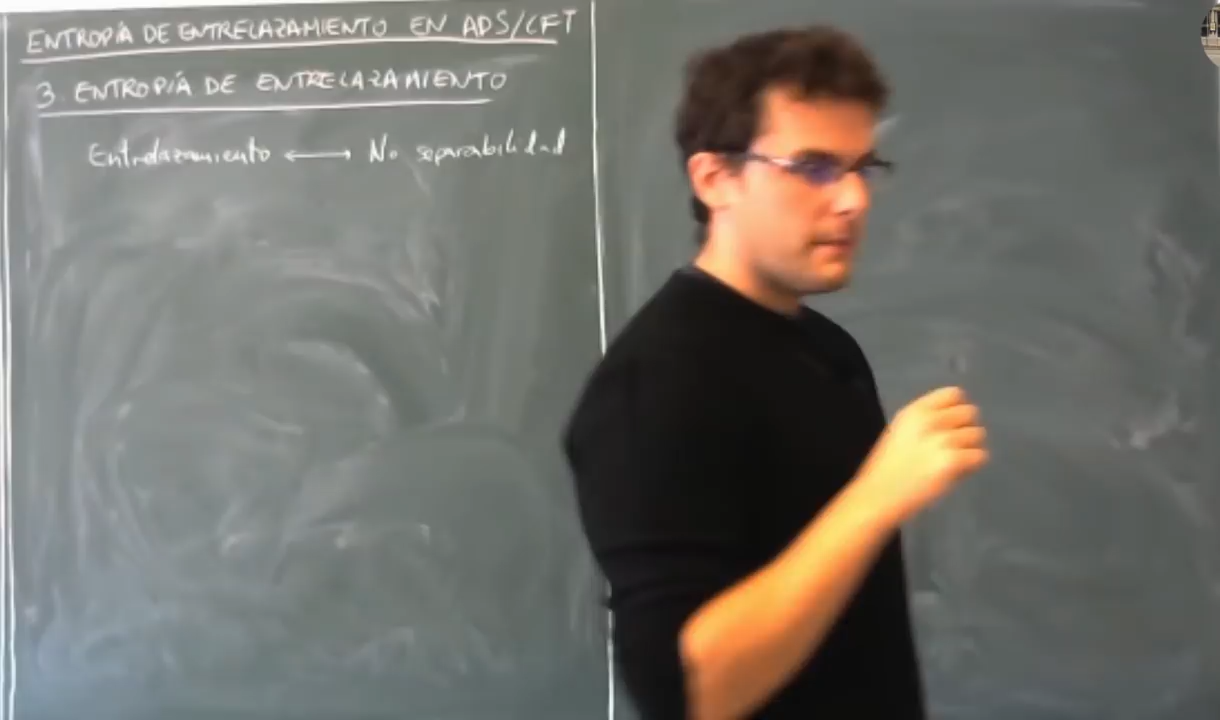 ENTROPÍA DE ENTRELAZAMIENTO EN ADS/CFT
3. ENTROPÍA DE ENTRELAZAMIENTO
Entrelazamiento ⟷ No separabilidad